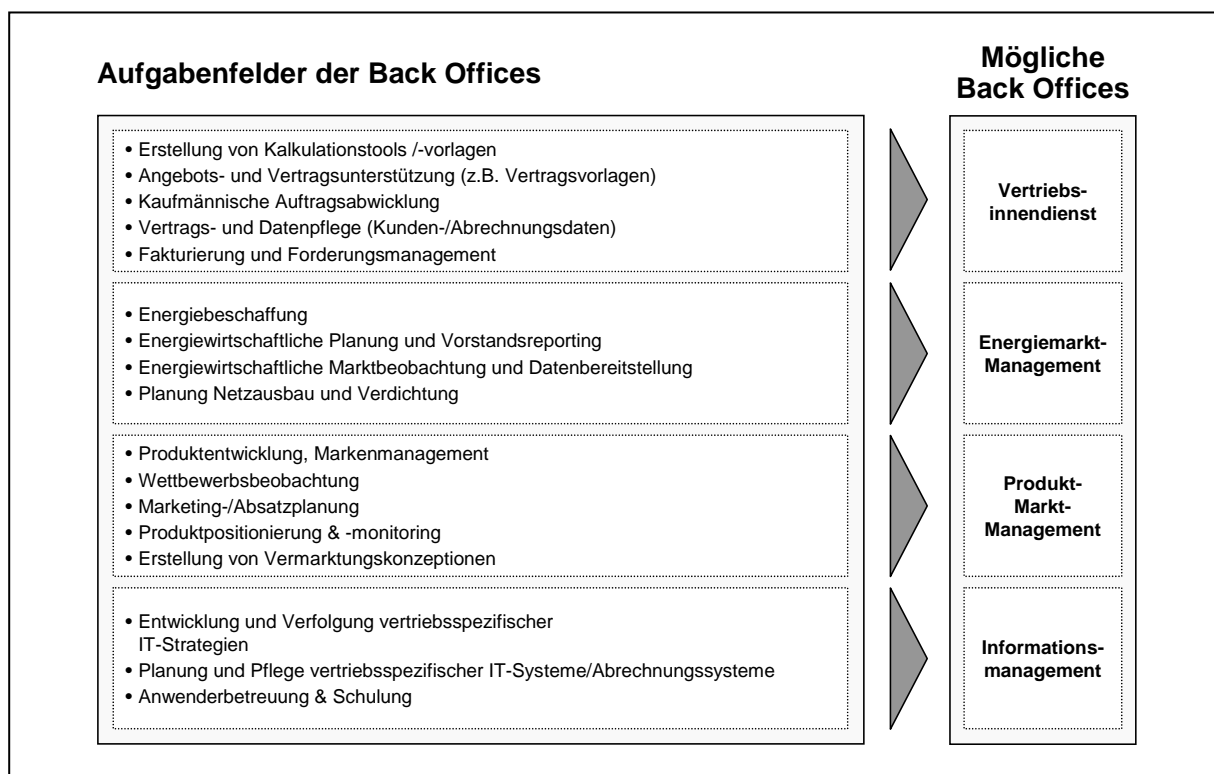 Aufgabenfelder der Back Offices
Mögliche
Back Offices
• Erstellung von Kalkulationstools /-vorlagen
• Angebots- und Vertragsunterstützung (z.B. Vertragsvorlagen)
• Kaufmännische Auftragsabwicklung
• Vertrags- und Datenpflege (Kunden-/Abrechnungsdaten)
• Fakturierung und Forderungsmanagement
Vertriebs-
innendienst
• Energiebeschaffung
• Energiewirtschaftliche Planung und Vorstandsreporting
• Energiewirtschaftliche Marktbeobachtung und Datenbereitstellung
• Planung Netzausbau und Verdichtung
Energiemarkt-
Management
• Produktentwicklung, Markenmanagement
• Wettbewerbsbeobachtung
• Marketing-/Absatzplanung
• Produktpositionierung & -monitoring
• Erstellung von Vermarktungskonzeptionen
Produkt-
Markt-
Management
• Entwicklung und Verfolgung vertriebsspezifischer
IT-Strategien
• Planung und Pflege vertriebsspezifischer IT-Systeme/Abrechnungssysteme
• Anwenderbetreuung & Schulung
Informations-
management